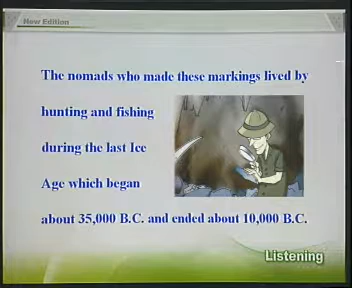 New Edition
The nomads who made these markings lived by
hunting and fishing
during the last Ice
Age which began
about 35,000 B.C. and ended about 10,000 B.C.
Listening